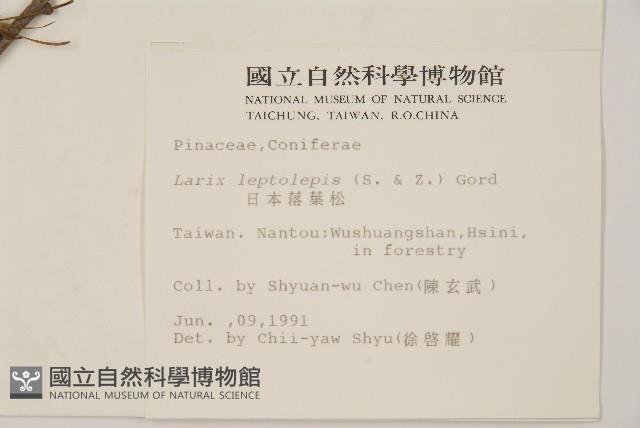 國立自然科學博物館
NATIONAL MUSEUM OF NATURAL SCIENCE
TAICHUNG, TAIWAN, R.O.CHINA
Pinaceae,Coniferae
Larix leptolepis (S. & Z.) Gord
日本落葉松
Taiwan. Nantou:Wushuangshan,Hsini,
in forestry
Coll. by Shyuan-wu Chen(陳玄武)
Jun. ,09,1991
Det. by Chii-yaw Shyu(徐啓耀)
國立自然科學博物館
NATIONAL MUSEUM OF NATURAL SCIENCE